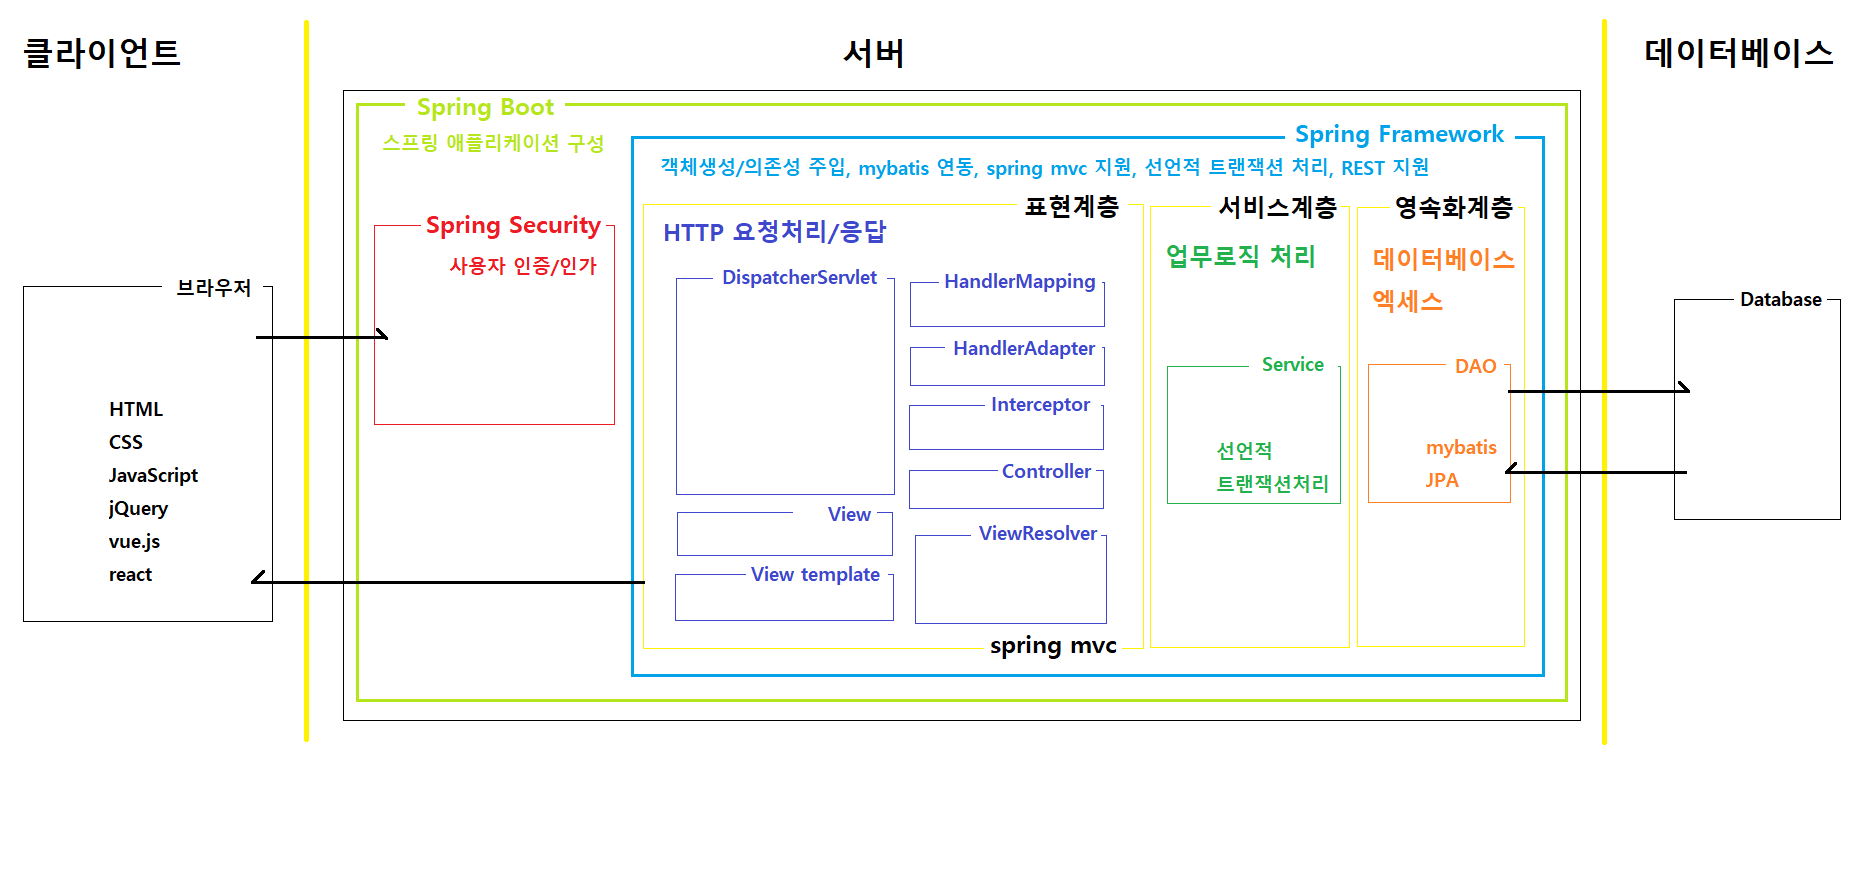 클라이언트
서버
데이터베이스
Spring Boot
스프링 애플리케이션 구성
Spring Framework
객체생성/의존성 주입, mybatis 연동, spring mvc 지원, 선언적 트랜잭션 처리, REST 지원
Spring Security
사용자 인증/인가
브라우저
HTML
CSS
JavaScript
jQuery
vue.js
react
표현계층
HTTP 요청처리/응답
DispatcherServlet
HandlerMapping
HandlerAdapter
Interceptor
Controller
View
ViewResolver
View template
spring mvc
서비스계층
업무로직 처리
Service
선언적
트랜잭션처리
영속화계층
데이터베이스
엑세스
DAO
mybatis
JPA
Database